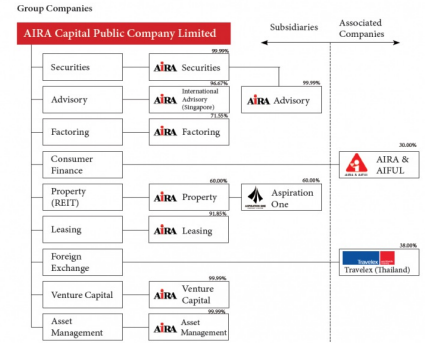 Group Companies
AIRA Capital Public Company Limited
Subsidiaries
Associated
Companies
Securities
99.99%
AIRA Securities
Advisory
96.67%
AIRA International
Advisory
(Singapore)
99.99%
AIRA Advisory
Factoring
71.55%
AIRA Factoring
Consumer
Finance
30.00%
AIRA & AIFUL
AIRA &
AIFUL
Property
(REIT)
60.00%
AIRA Property
60.00%
Aspiration
One
Leasing
91.85%
AIRA Leasing
Foreign
Exchange
38.00%
Travelex
Travelex (Thailand)
Venture Capital
99.99%
AIRA Venture
Capital
Asset
Management
99.99%
AIRA Asset
Management